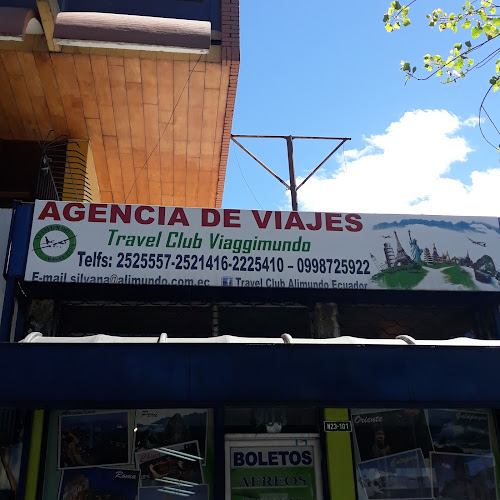 AGENCIA DE VIAJES
Travel Club Viaggimundo
Telfs: 2525557-2521416-2225410 - 0998725922
E-mail silvana@alimundo.com.ec
Travel Club Alimundo Ecuador
N23-101
Peru
Oriente
Roma
BOLETOS
AEREOS